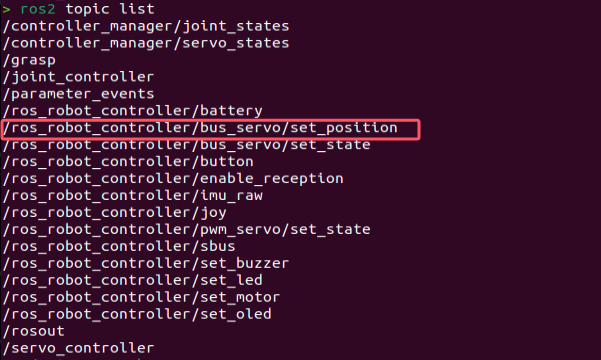 > ros2 topic list
/controller_manager/joint_states
/controller_manager/servo_states
/grasp
/joint_controller
/parameter_events
/ros_robot_controller/battery
/ros_robot_controller/bus_servo/set_position
/ros_robot_controller/bus_servo/set_state
/ros_robot_controller/button
/ros_robot_controller/enable_reception
/ros_robot_controller/imu_raw
/ros_robot_controller/joy
/ros_robot_controller/pwm_servo/set_state
/ros_robot_controller/sbus
/ros_robot_controller/set_buzzer
/ros_robot_controller/set_led
/ros_robot_controller/set_motor
/ros_robot_controller/set_oled
/rosout
/servo_controller